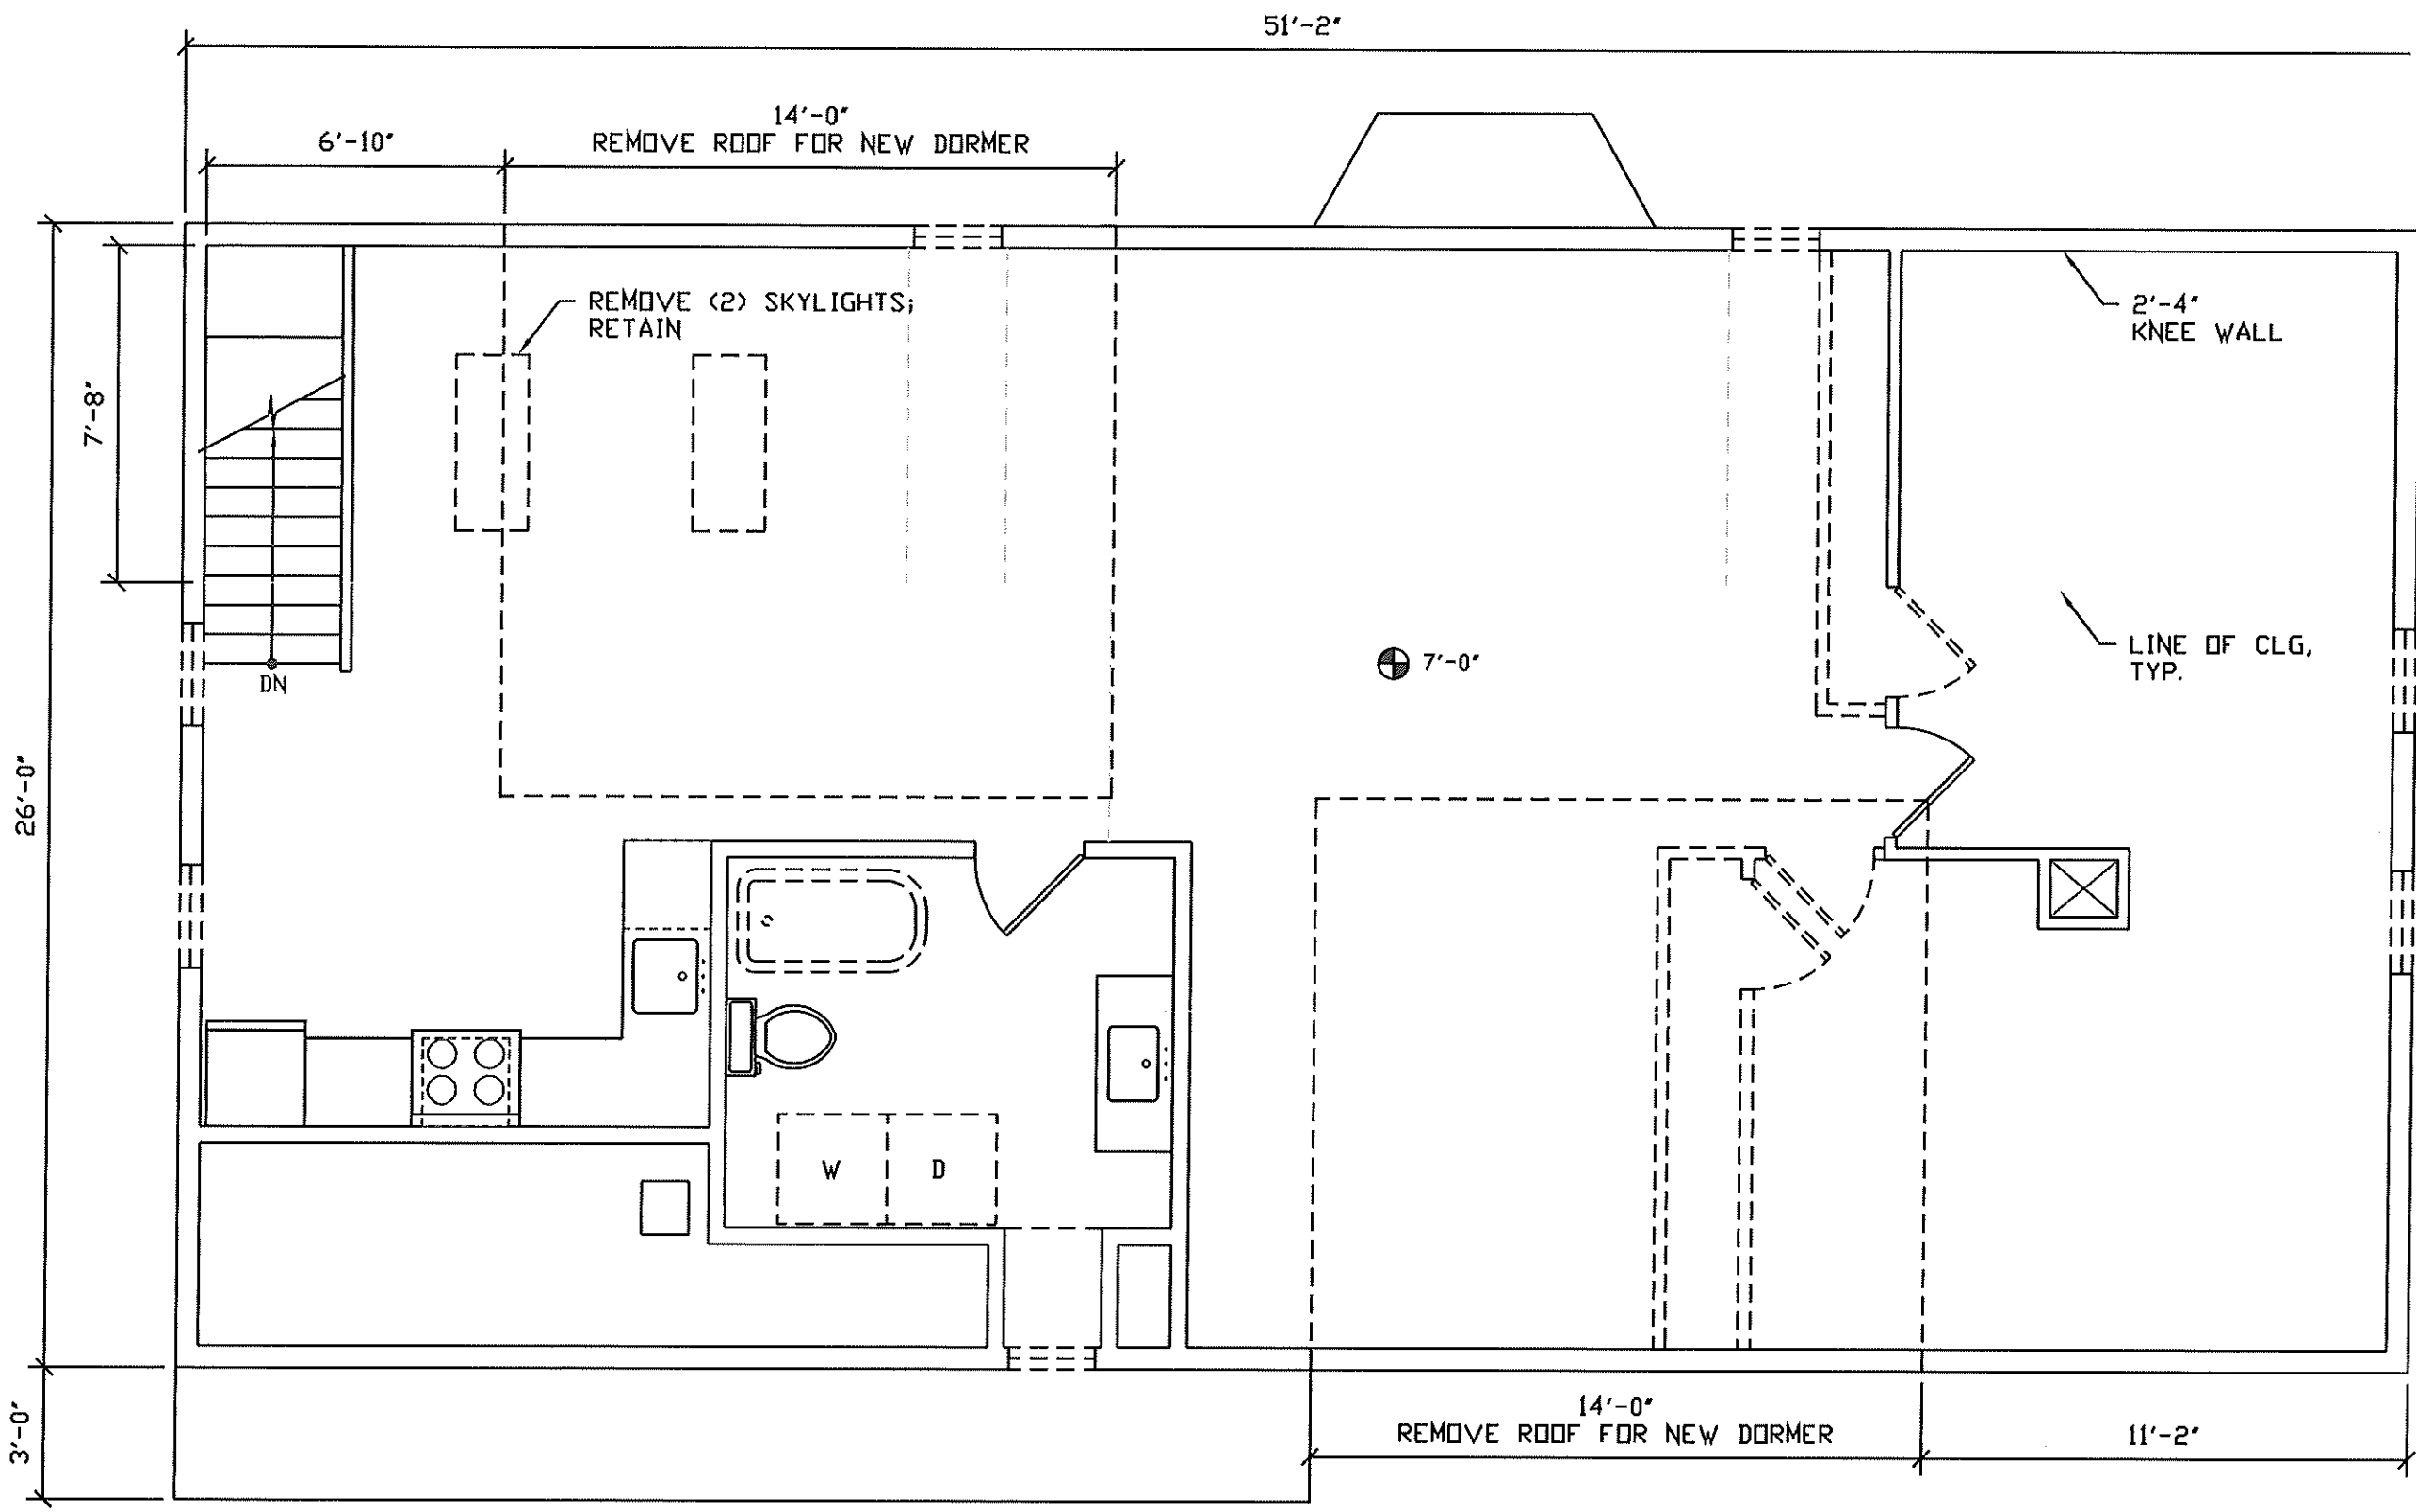 51'-2"
14'-0"
6'-10"
REMOVE ROOF FOR NEW DORMER
REMOVE (2) SKYLIGHTS;
RETAIN
2'-4"
KNEE WALL
7'-8"
7'-0"
LINE OF CLG,
TYP.
DN
26'-0"
W
D
14'-0"
REMOVE ROOF FOR NEW DORMER
11'-2"
3'-0"